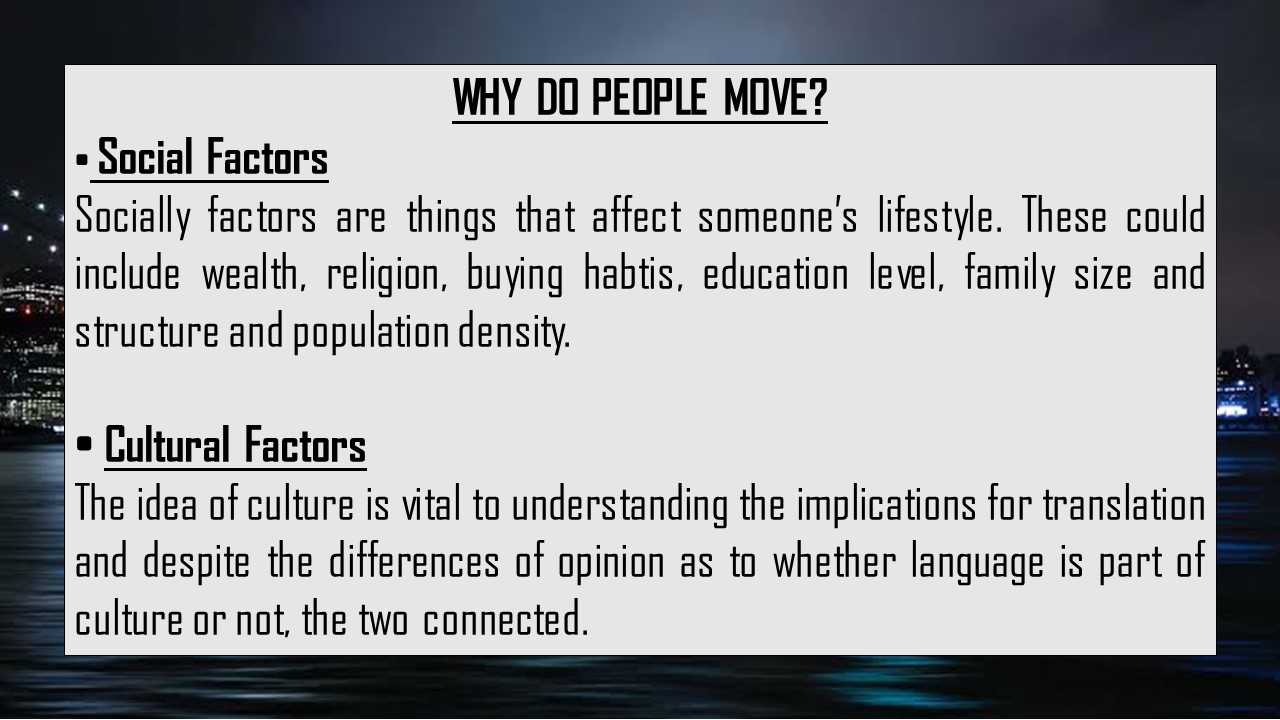 WHY DO PEOPLE MOVE?
• Social Factors
Socially factors are things that affect someone's lifestyle. These could
include wealth, religion, buying habtis, education level, family size and
structure and population density.
• Cultural Factors
The idea of culture is vital to understanding the implications for translation
and despite the differences of opinion as to whether language is part of
culture or not, the two connected.